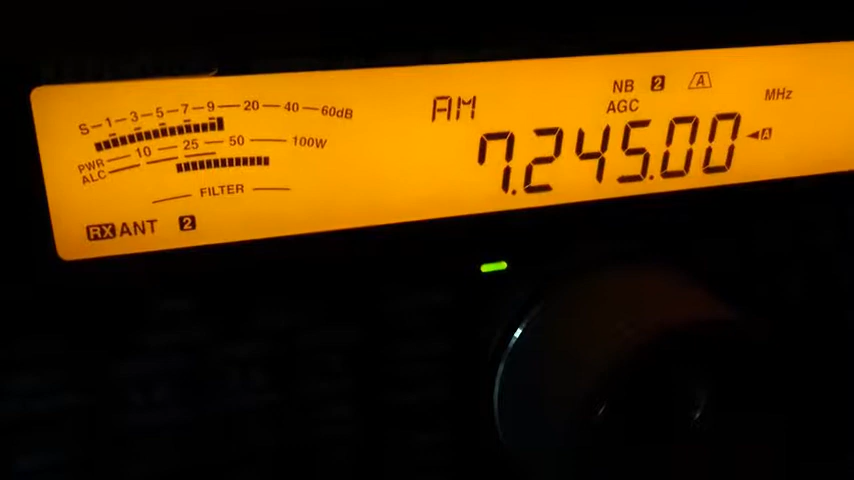 S-1-3-5-7-9-20-40-60dB
PWR 10 25 50 100W
ALC
FILTER
RX ANT 2
AM
NB 2 A
AGC
MHz
7.245.00 ◄A